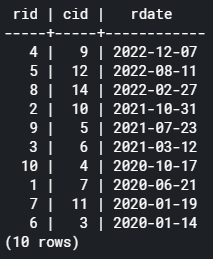 rid | cid |   rdate
-----+-----+------------
   4 |   9 | 2022-12-07
   5 |  12 | 2022-08-11
   8 |  14 | 2022-02-27
   2 |  10 | 2021-10-31
   9 |   5 | 2021-07-23
   3 |   6 | 2021-03-12
  10 |   4 | 2020-10-17
   1 |   7 | 2020-06-21
   7 |  11 | 2020-01-19
   6 |   3 | 2020-01-14
(10 rows)